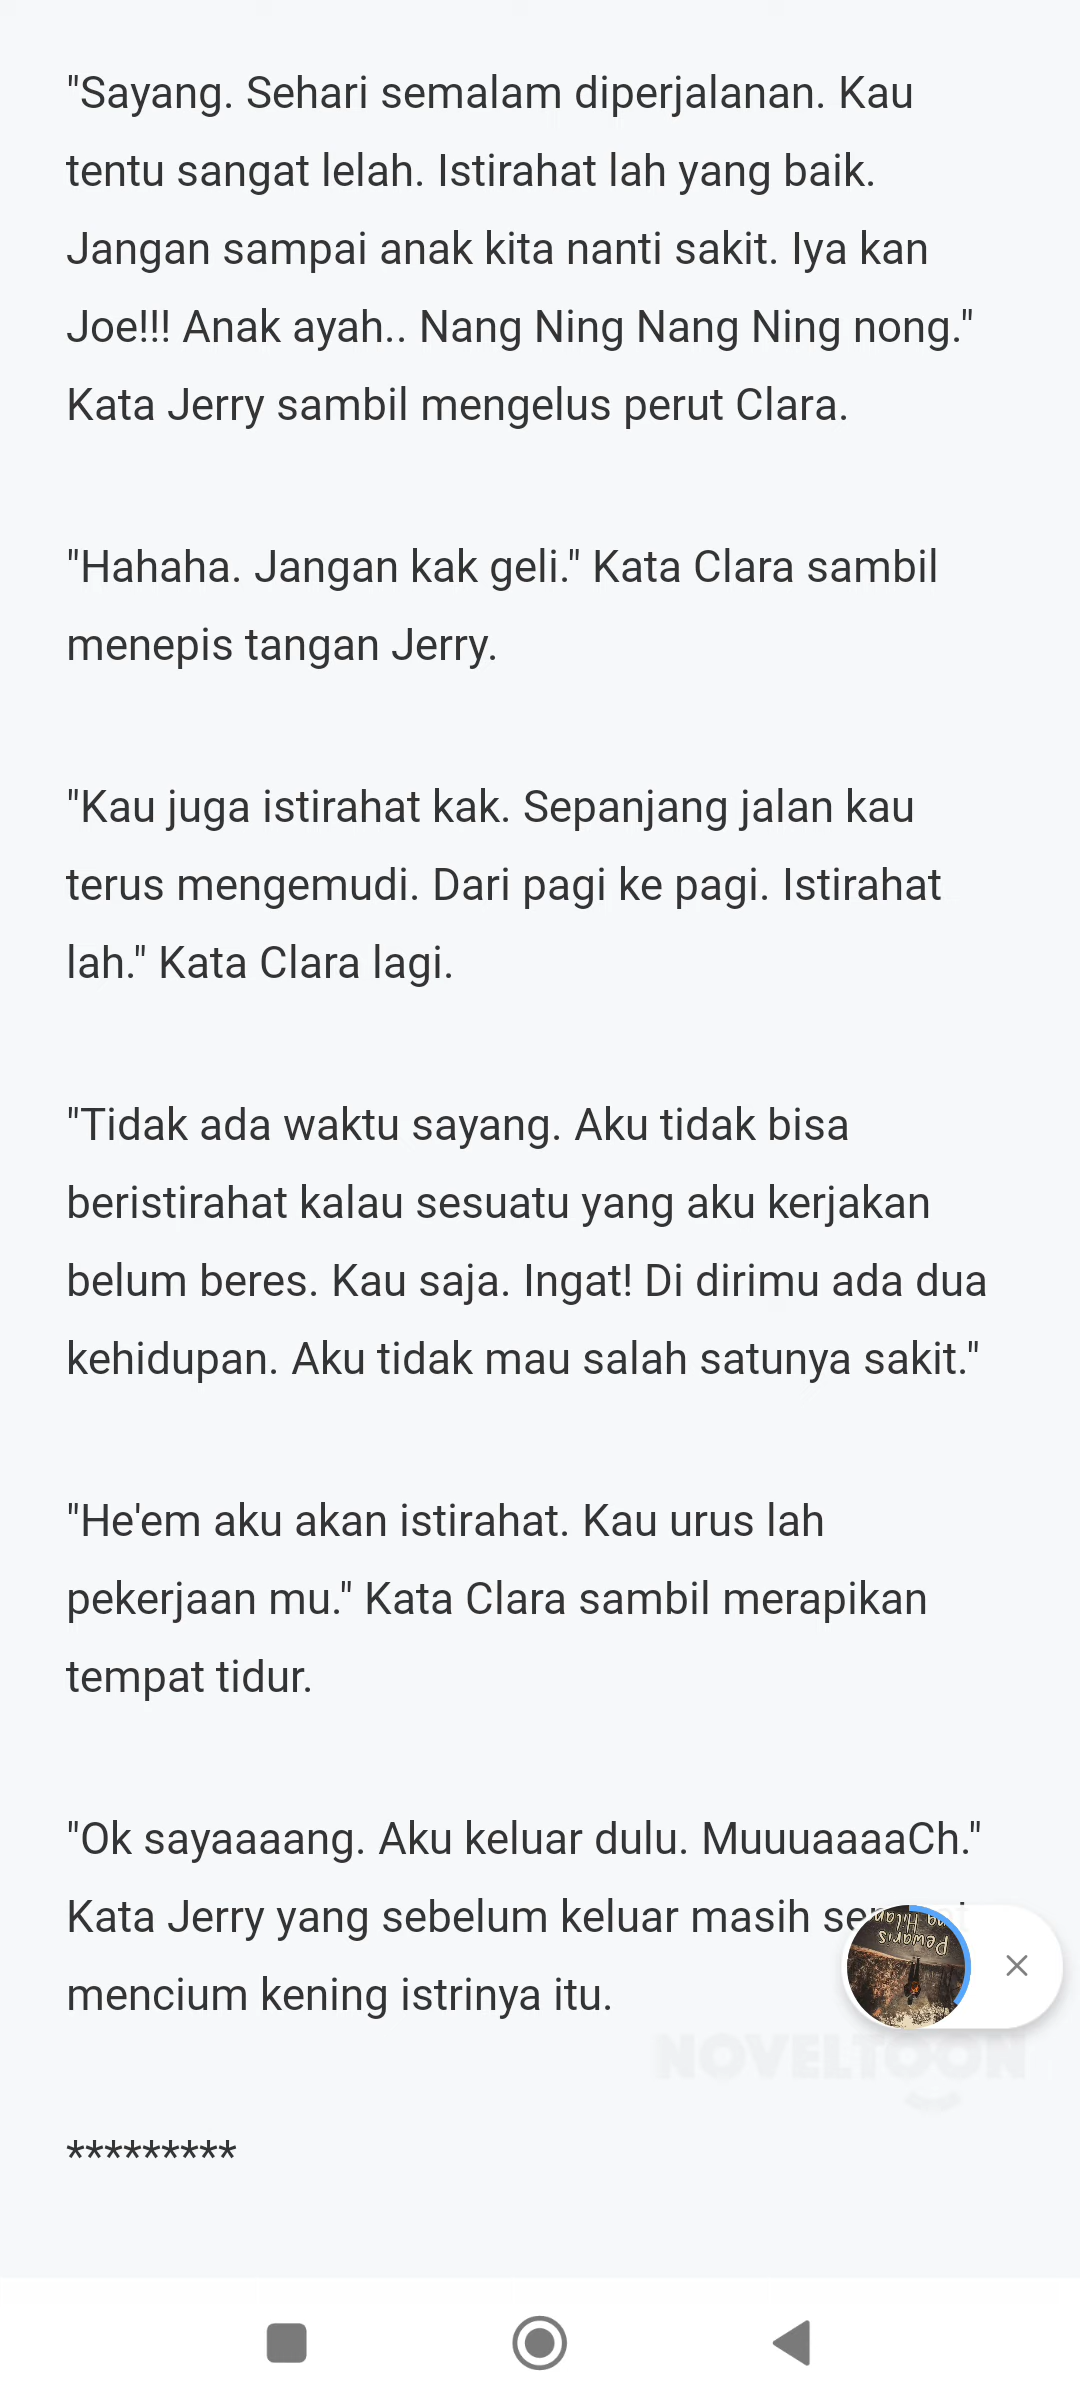 "Sayang. Sehari semalam diperjalanan. Kau
tentu sangat lelah. Istirahat lah yang baik.
Jangan sampai anak kita nanti sakit. Iya kan
Joe!!! Anak ayah.. Nang Ning Nang Ning nong."
Kata Jerry sambil mengelus perut Clara.
"Hahaha. Jangan kak geli." Kata Clara sambil
menepis tangan Jerry.
"Kau juga istirahat kak. Sepanjang jalan kau
terus mengemudi. Dari pagi ke pagi. Istirahat
lah." Kata Clara lagi.
"Tidak ada waktu sayang. Aku tidak bisa
beristirahat kalau sesuatu yang aku kerjakan
belum beres. Kau saja. Ingat! Di dirimu ada dua
kehidupan. Aku tidak mau salah satunya sakit."
"He'em aku akan istirahat. Kau urus lah
pekerjaan mu." Kata Clara sambil merapikan
tempat tidur.
"Ok sayaaaang. Aku keluar dulu. MuuuaaaaCh."
Kata Jerry yang sebelum keluar masih
mencium kening istrinya itu.
Pewaris
NOVELTOON
*********